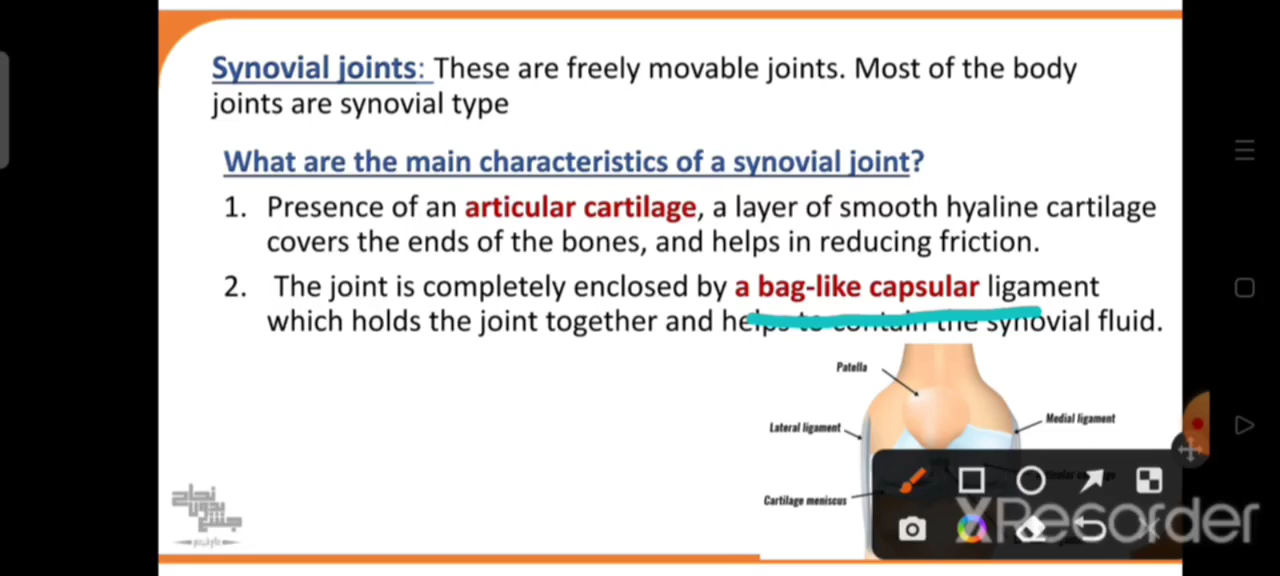 Synovial joints: These are freely movable joints. Most of the body
joints are synovial type
What are the main characteristics of a synovial joint?
1. Presence of an articular cartilage, a layer of smooth hyaline cartilage
covers the ends of the bones, and helps in reducing friction.
2. The joint is completely enclosed by a bag-like capsular ligament
which holds the joint together and helps to contain the synovial fluid.
Patella
Lateral ligament
Medial ligament
Cartilage meniscus
XRecorder